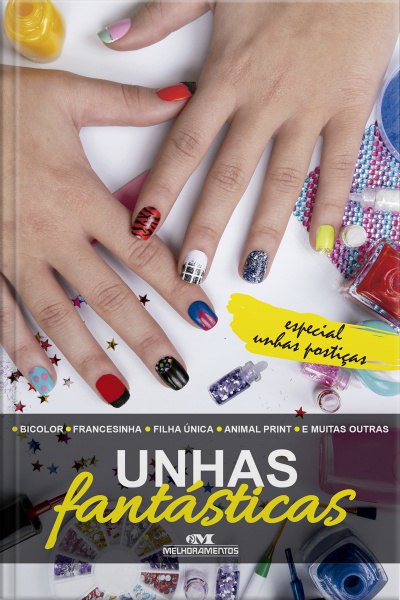 especial
unhas postiças
• BICOLOR • FRANCESINHA • FILHA ÚNICA • ANIMAL PRINT • E MUITAS OUTRAS
UNHAS
fantásticas
MELHORAMENTOS